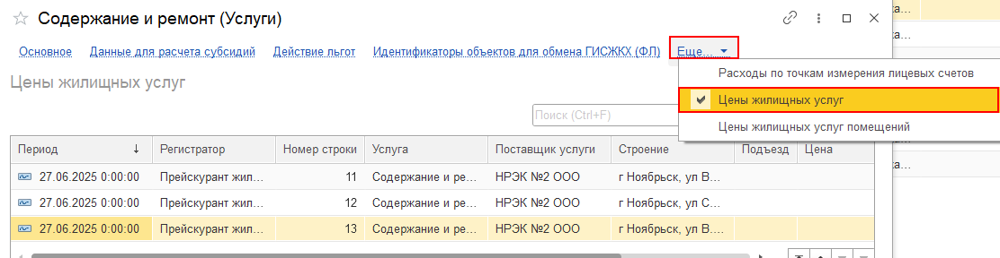 Содержание и ремонт (Услуги)
Основное Данные для расчета субсидий Действие льгот Идентификаторы объектов для обмена ГИСЖКХ (ФЛ) Еще...
Расходы по точкам измерения лицевых счетов
Цены жилищных услуг
Цены жилищных услуг помещений
Цены жилищных услуг
Поиск (Ctrl+F)
Период ↓ Регистратор Номер строки Услуга Поставщик услуги Строение Подъезд Цена
27.06.2025 0:00:00 Прейскурант жил... 11 Содержание и ре... НРЭК №2 ООО г Ноябрьск, ул В...
27.06.2025 0:00:00 Прейскурант жил... 12 Содержание и ре... НРЭК №2 ООО г Ноябрьск, ул С...
27.06.2025 0:00:00 Прейскурант жил... 13 Содержание и ре... НРЭК №2 ООО г Ноябрьск, ул В....